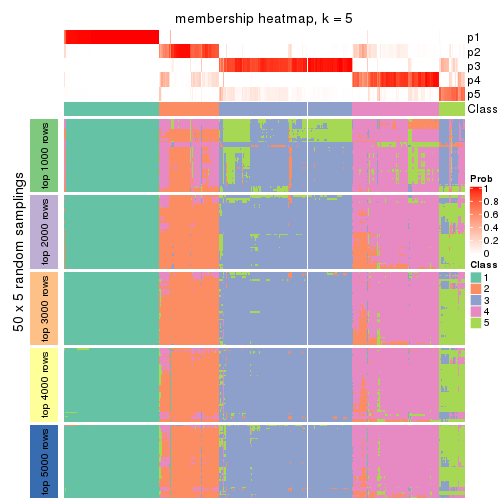 membership heatmap, k = 5
p1
p2
p3
p4
p5
Class
50 x 5 random samplings
top 1000 rows
top 2000 rows
top 3000 rows
top 4000 rows
top 5000 rows
Prob
1
0.8
0.6
0.4
0.2
0
Class
1
2
3
4
5